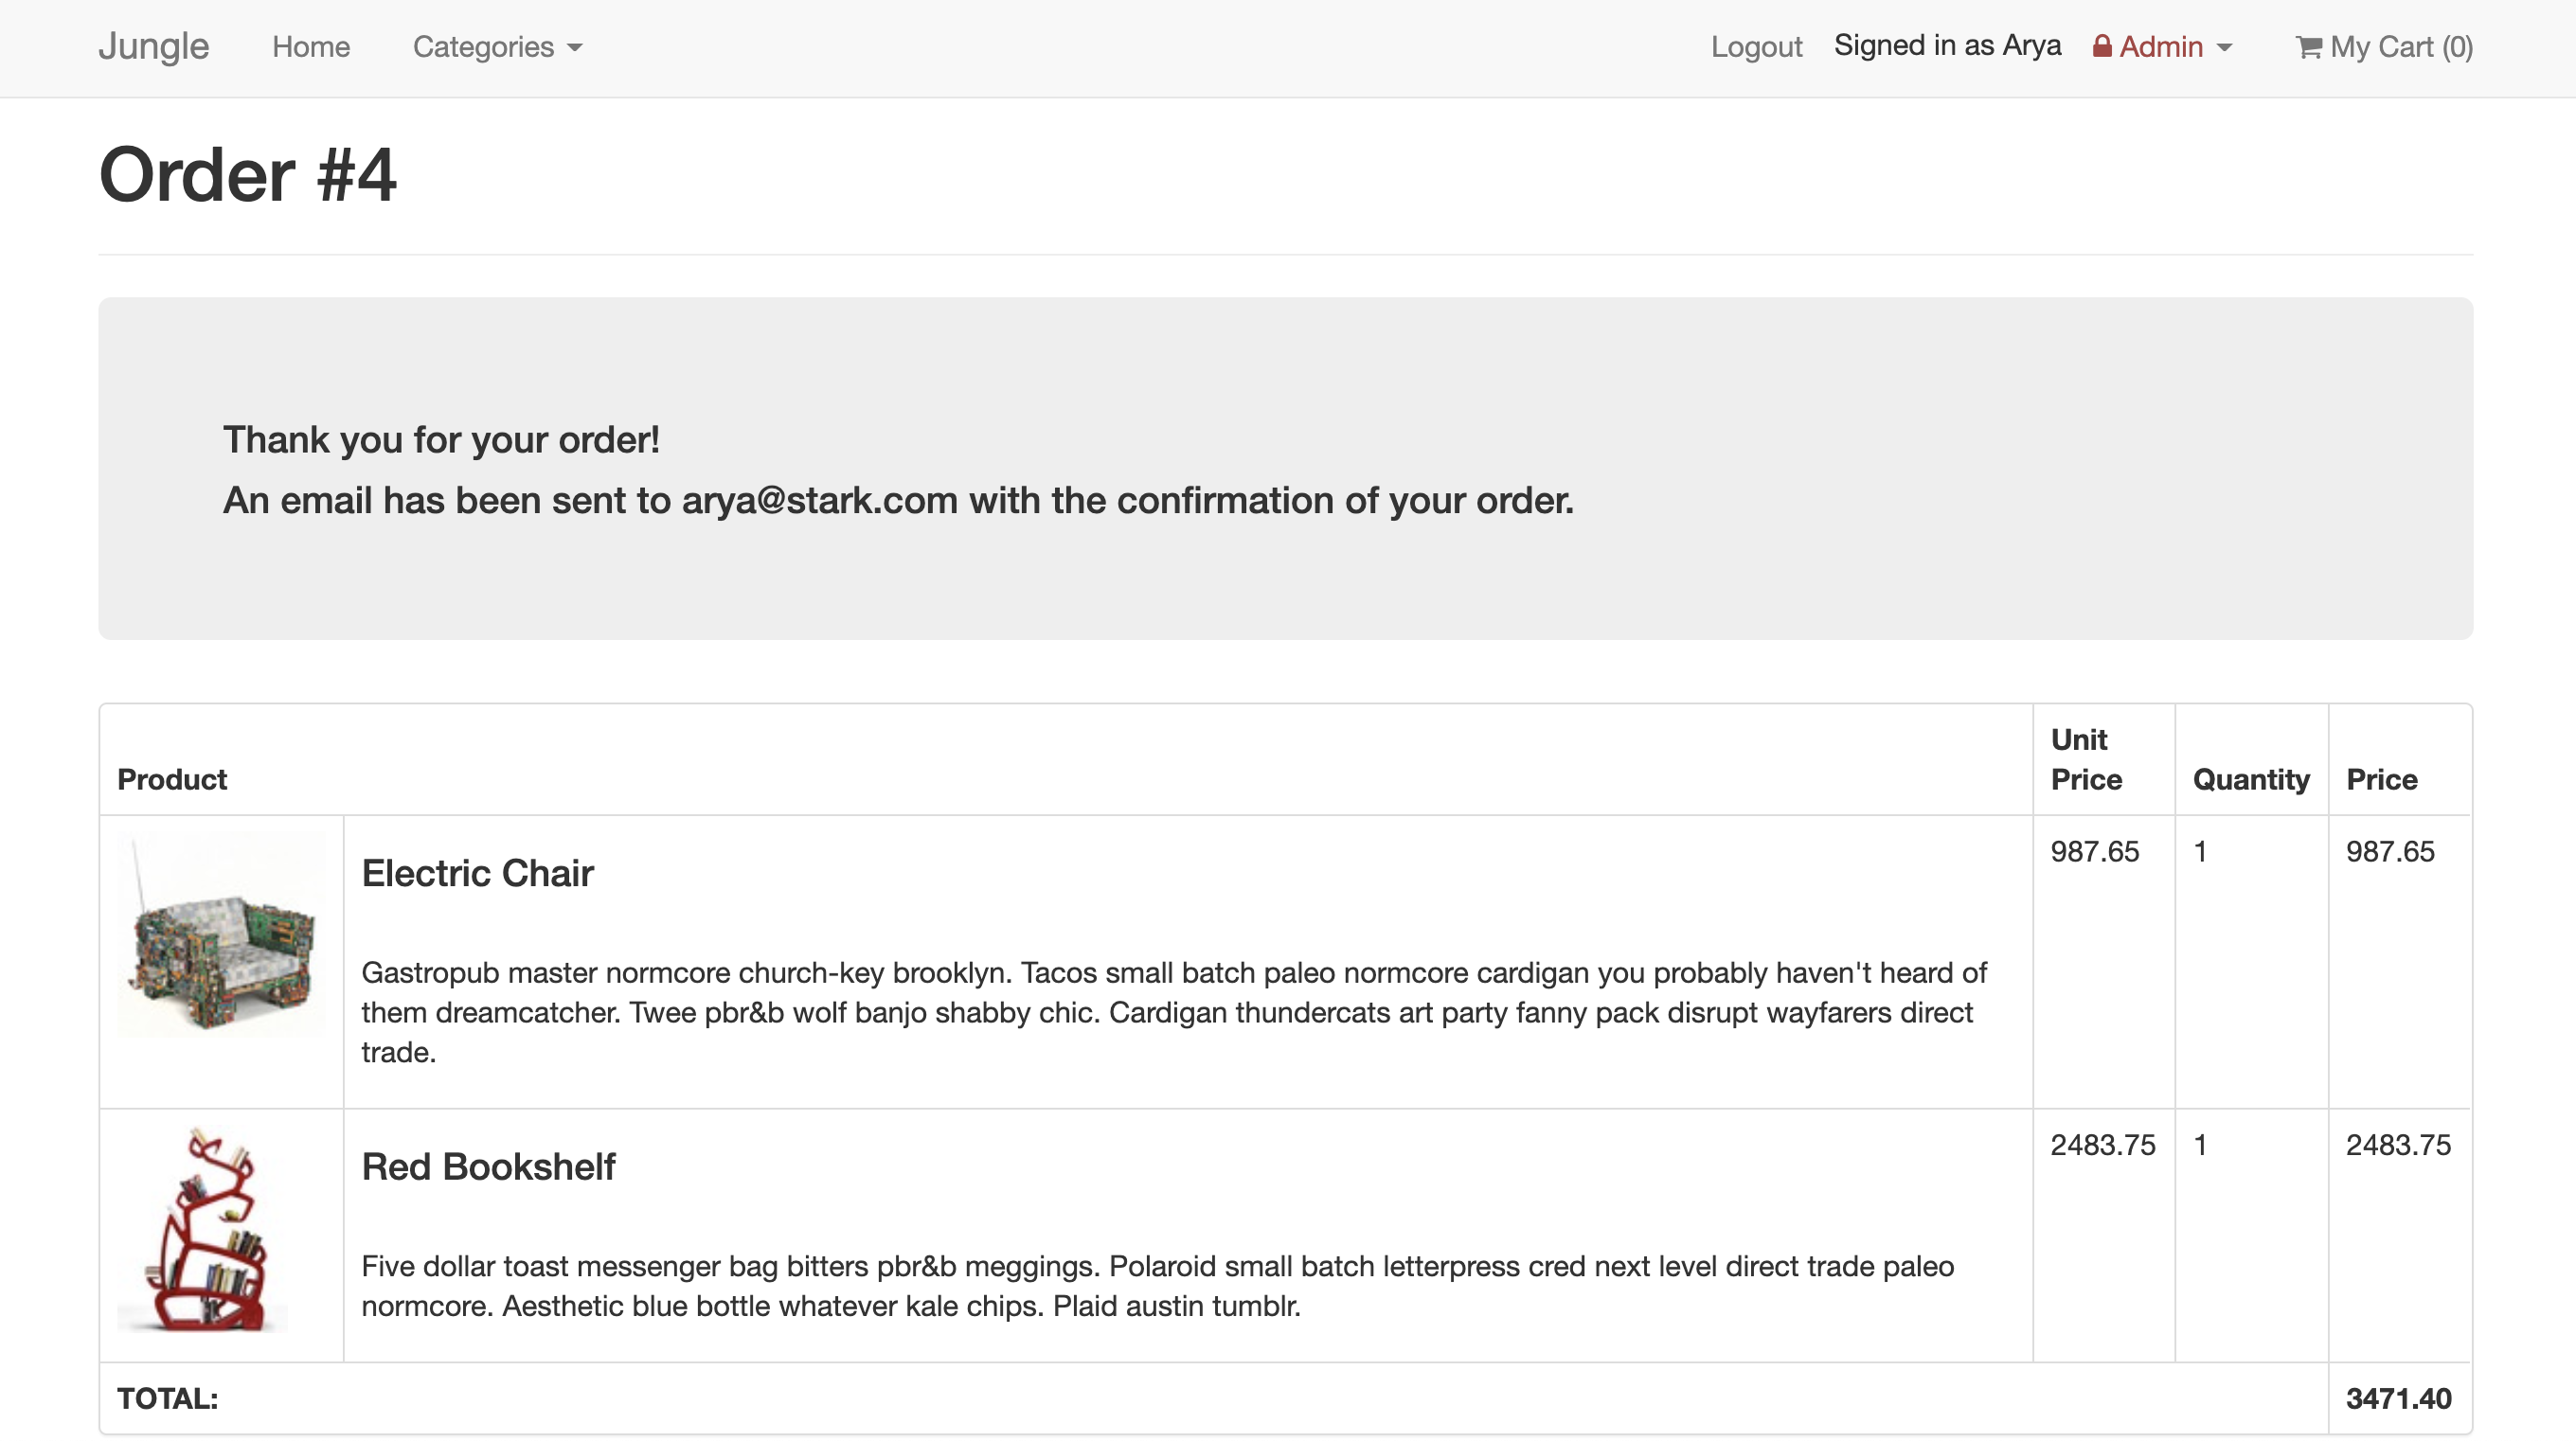 Jungle Home Categories Logout Signed in as Arya Admin My Cart (0)
Order #4
Thank you for your order!
An email has been sent to arya@stark.com with the confirmation of your order.
Product Unit Price Quantity Price
Electric Chair 987.65 1 987.65
Gastropub master normcore church-key brooklyn. Tacos small batch paleo normcore cardigan you probably haven't heard of
them dreamcatcher. Twee pbr&b wolf banjo shabby chic. Cardigan thundercats art party fanny pack disrupt wayfarers direct
trade.
Red Bookshelf 2483.75 1 2483.75
Five dollar toast messenger bag bitters pbr&b meggings. Polaroid small batch letterpress cred next level direct trade paleo
normcore. Aesthetic blue bottle whatever kale chips. Plaid austin tumblr.
TOTAL: 3471.40